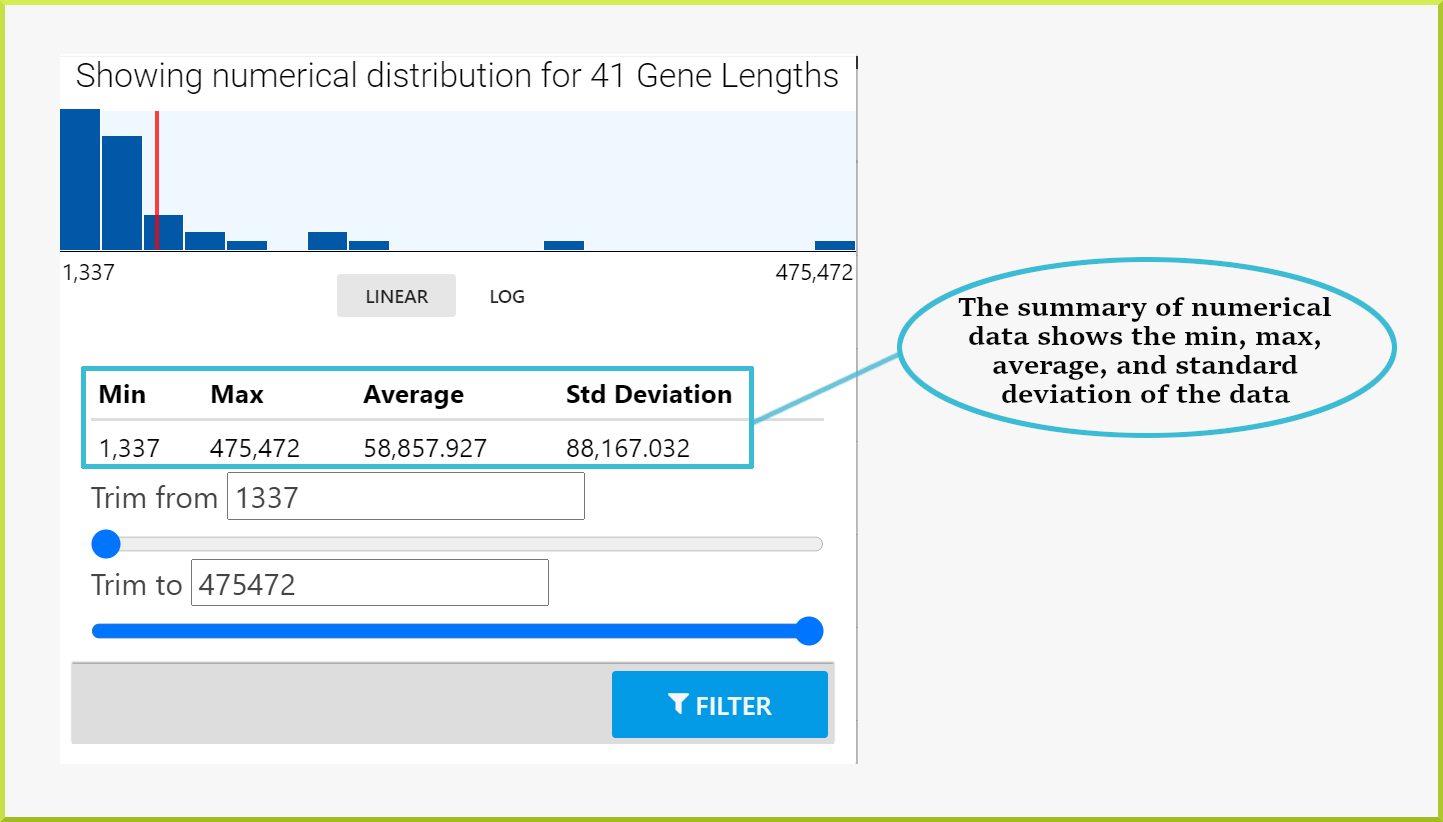 Showing numerical distribution for 41 Gene Lengths
1,337 475,472
LINEAR LOG
The summary of numerical
data shows the min, max,
average, and standard
deviation of the data
Min Max Average Std Deviation
1,337 475,472 58,857.927 88,167.032
Trim from 1337
Trim to 475472
FILTER